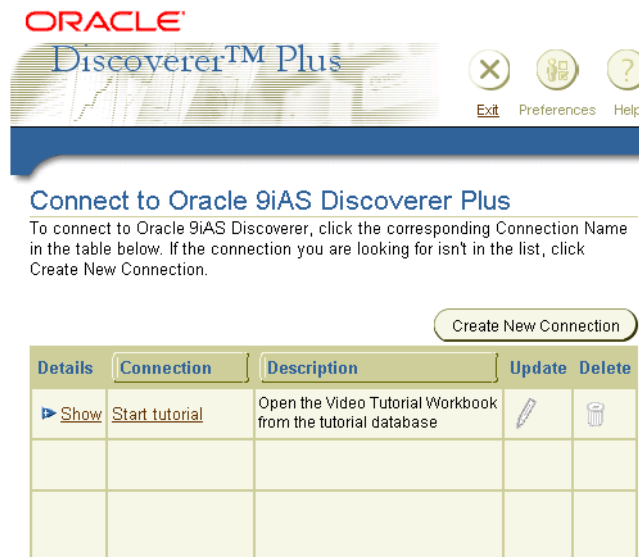 ORACLE
Discoverer™ Plus
Exit Preferences Help
Connect to Oracle 9iAS Discoverer Plus
To connect to Oracle 9iAS Discoverer, click the corresponding Connection Name
in the table below. If the connection you are looking for isn't in the list, click
Create New Connection.
Create New Connection
Details Connection Description Update Delete
Show Start tutorial Open the Video Tutorial Workbook
from the tutorial database